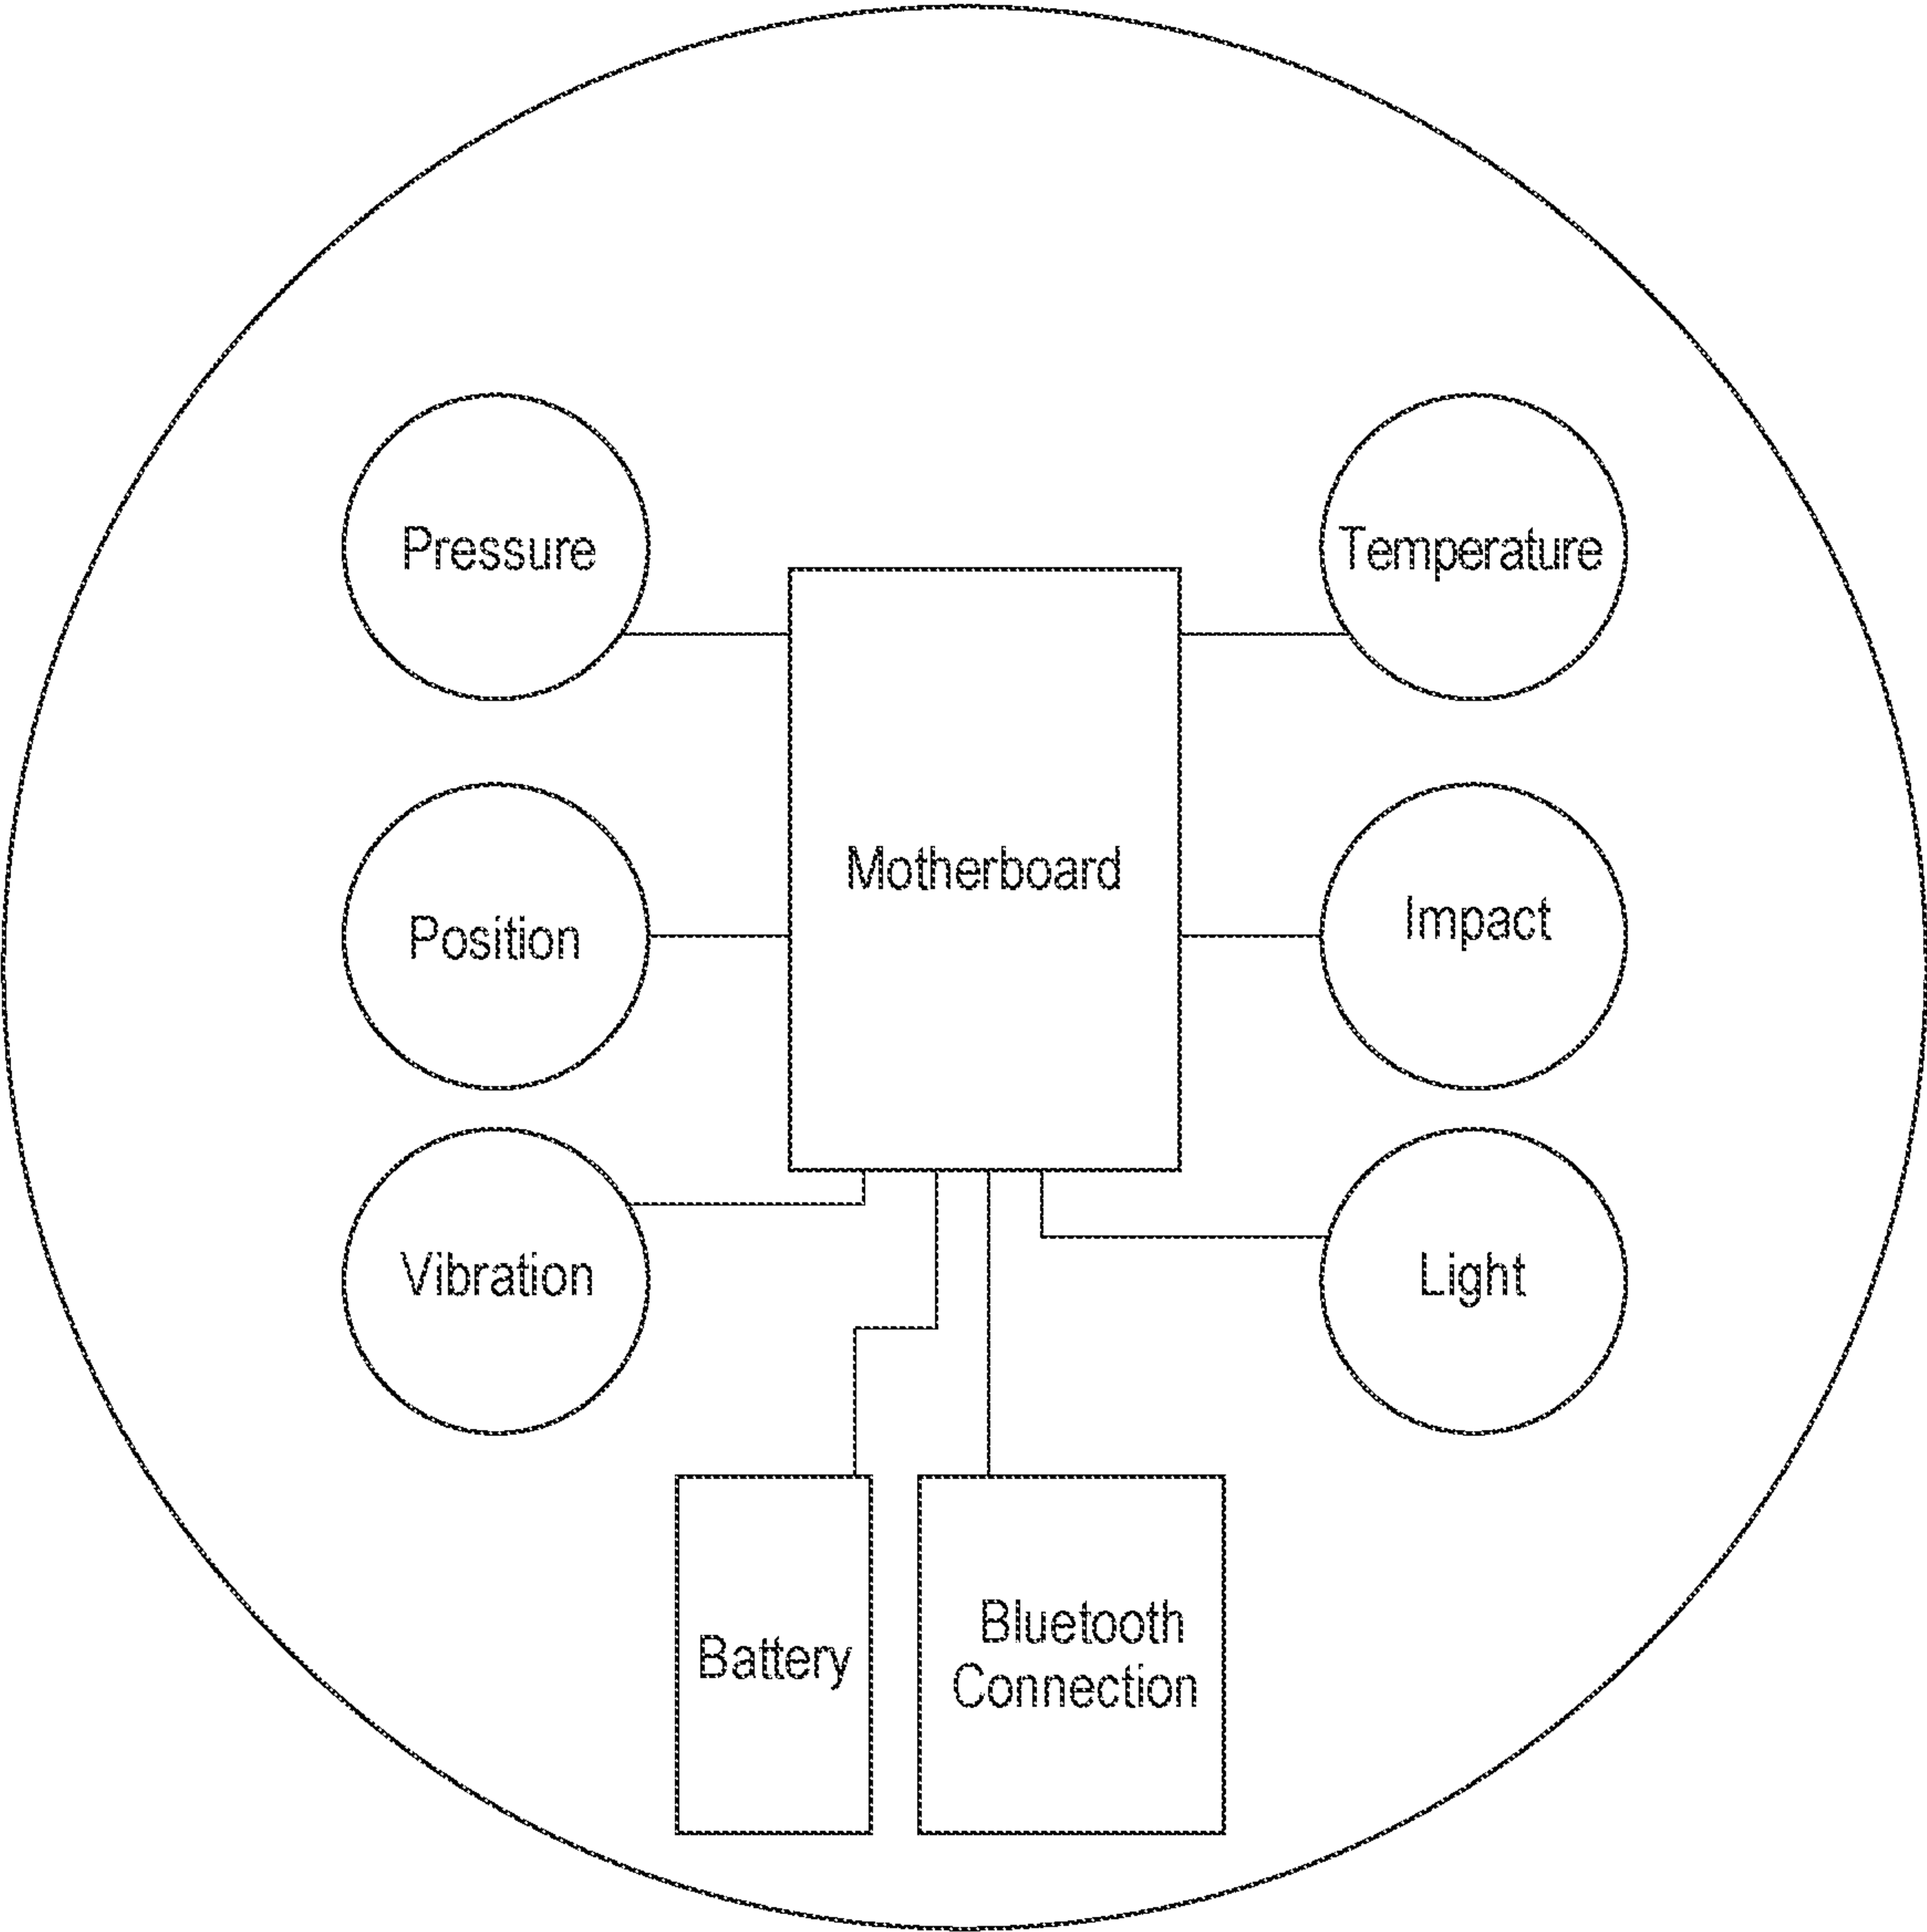 Pressure
Temperature
Motherboard
Position
Impact
Vibration
Light
Battery
Bluetooth
Connection